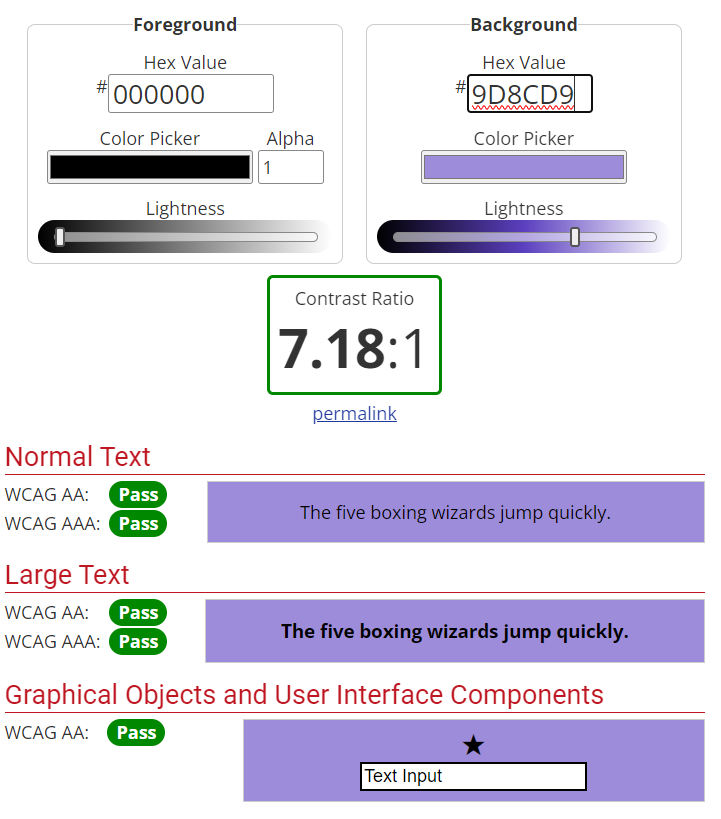 Foreground
Background
Hex Value
Hex Value
# 000000
# 9D8CD9
Color Picker
Alpha
Color Picker
1
Lightness
Lightness
Contrast Ratio
7.18:1
permalink
Normal Text
WCAG AA: Pass
WCAG AAA: Pass
The five boxing wizards jump quickly.
Large Text
WCAG AA: Pass
WCAG AAA: Pass
The five boxing wizards jump quickly.
Graphical Objects and User Interface Components
WCAG AA: Pass
Text Input